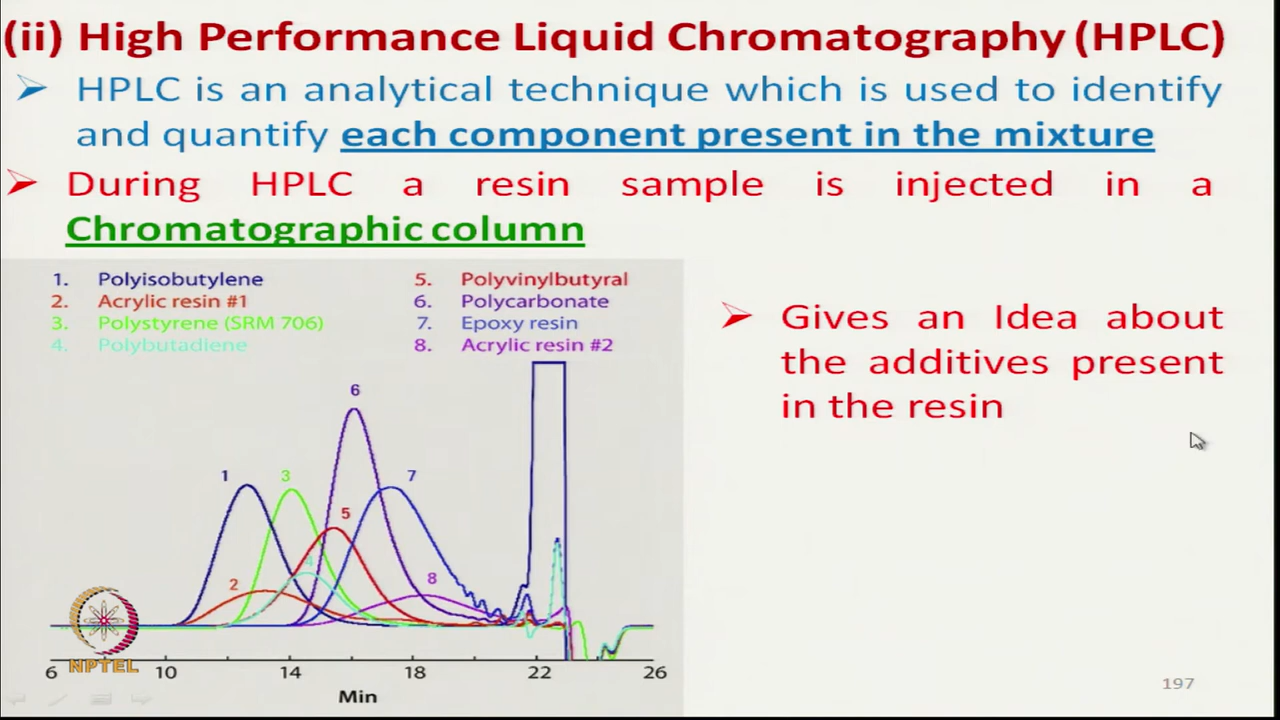 (ii) High Performance Liquid Chromatography (HPLC)
HPLC is an analytical technique which is used to identify
and quantify each component present in the mixture
During HPLC a resin sample is injected in a
Chromatographic column
1. Polyisobutylene
2. Acrylic resin #1
3. Polystyrene (SRM 706)
4. Polybutadiene
5. Polyvinylbutyral
6. Polycarbonate
7. Epoxy resin
8. Acrylic resin #2
Gives an Idea about
the additives present
in the resin
6
1 3 7
5
4
2 8
NPTEL
6 10 14 18 22 26
Min
197